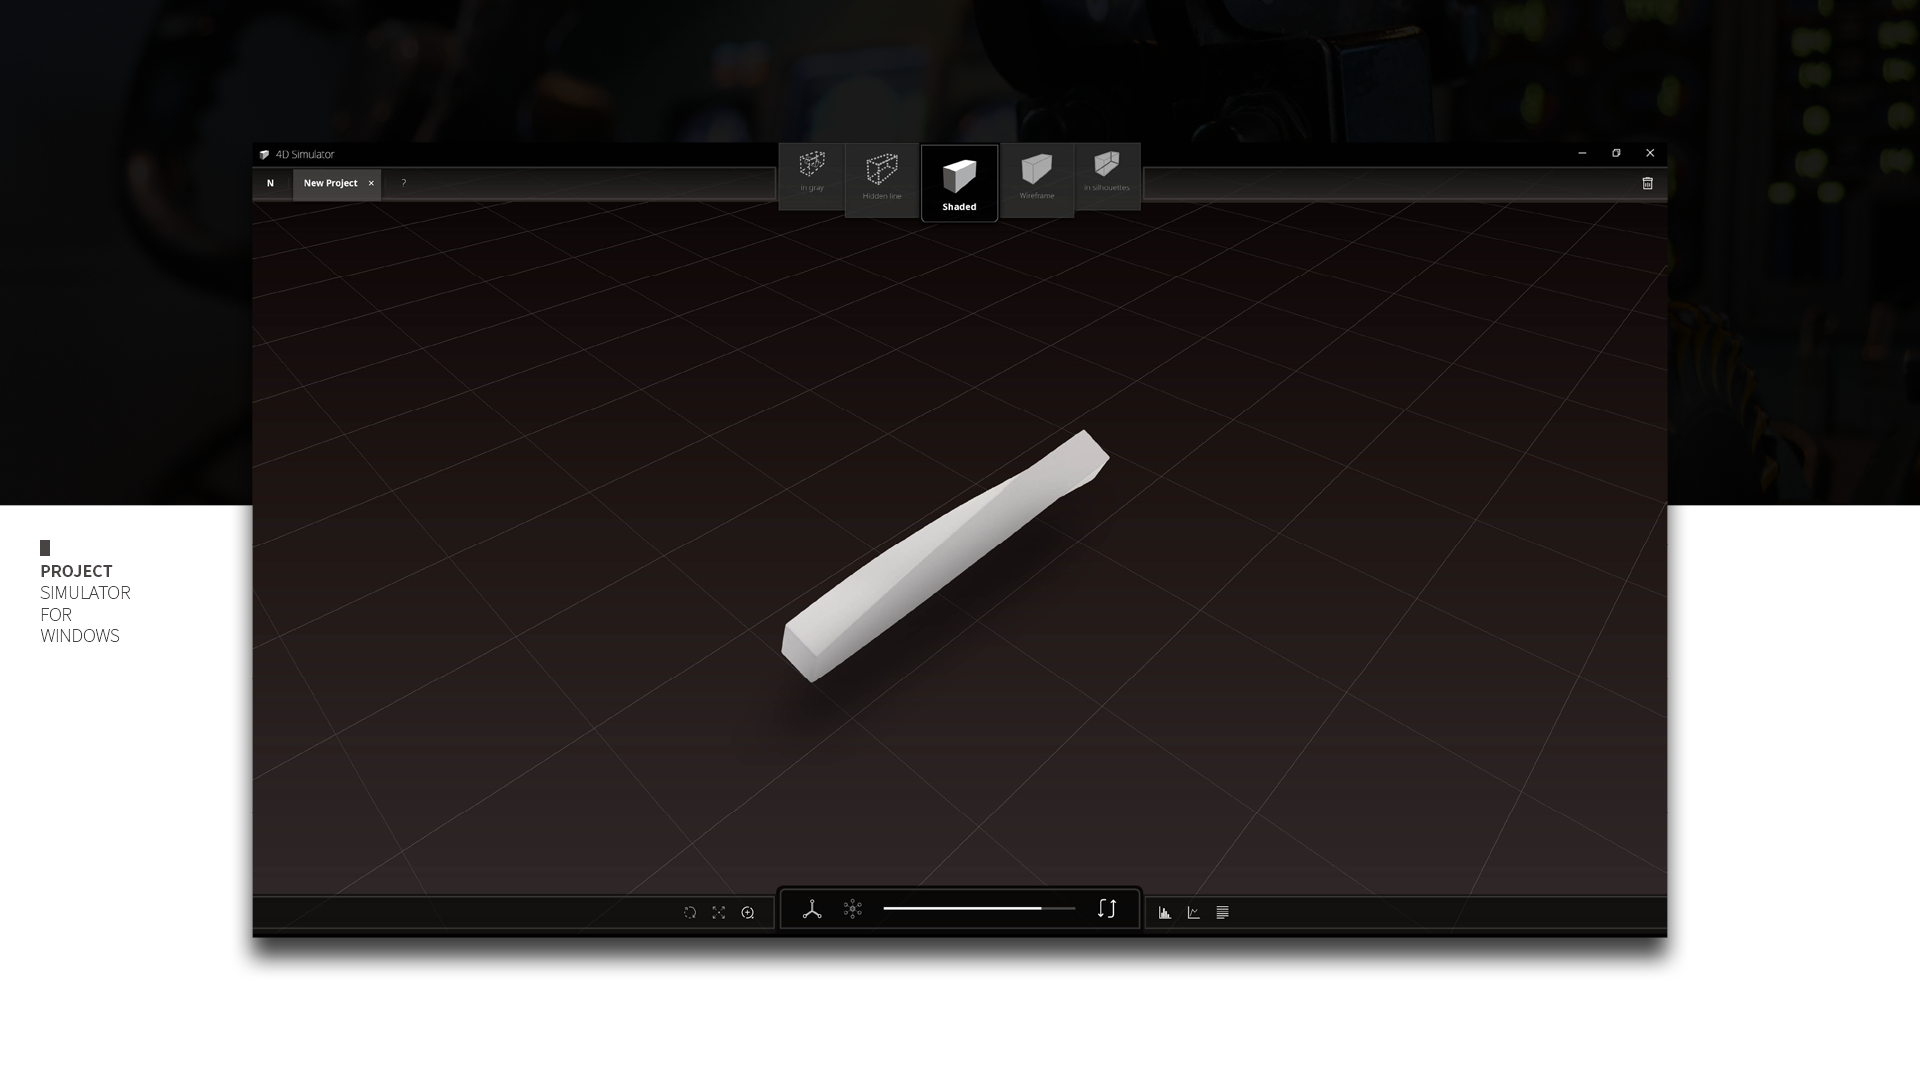 4D Simulator
N
New Project
?
in gray
Hidden line
Shaded
Wireframe
in silhouettes
PROJECT
SIMULATOR
FOR
WINDOWS